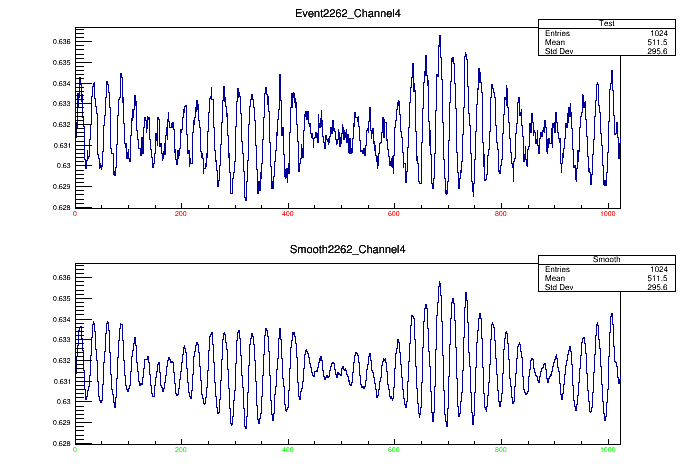 Event2262_Channel4
Test
Entries 1024
Mean 511.5
Std Dev 295.6
0.636
0.635
0.634
0.633
0.632
0.631
0.63
0.629
0.628
0 200 400 600 800 1000
Smooth2262_Channel4
Smooth
Entries 1024
Mean 511.5
Std Dev 295.6
0.636
0.635
0.634
0.633
0.632
0.631
0.63
0.629
0.628
0 200 400 600 800 1000